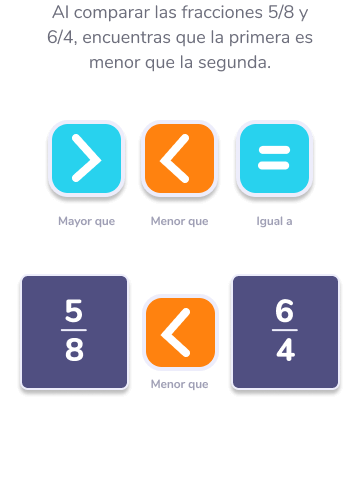 Al comparar las fracciones 5/8 y
6/4, encuentras que la primera es
menor que la segunda.
> < =
Mayor que Menor que Igual a
5/8 < 6/4
Menor que